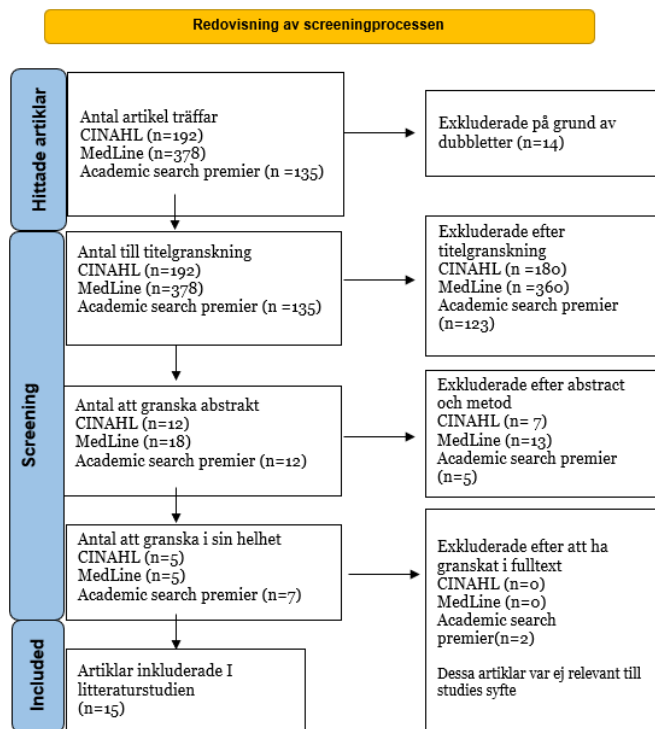 Redovisning av screeningprocessen
Hittade artiklar
Antal artikel träffar
CINAHL (n=192)
MedLine (n=378)
Academic search premier (n =135)
Exkluderade på grund av
dubbletter (n=14)
Screening
Antal till titelgranskning
CINAHL (n=192)
MedLine (n=378)
Academic search premier (n=135)
Exkluderade efter
titelgranskning
CINAHL (n =180)
MedLine (n =360)
Academic search premier
(n=123)
Antal att granska abstrakt
CINAHL (n=12)
MedLine (n=18)
Academic search premier (n=12)
Exkluderade efter abstract
och metod
CINAHL (n= 7)
MedLine (n=13)
Academic search premier
(n=5)
Antal att granska i sin helhet
CINAHL (n=5)
MedLine (n=5)
Academic search premier (n=7)
Exkluderade efter att ha
granskat i fulltext
CINAHL (n=0)
MedLine (n=0)
Academic search
premier(n=2)
Dessa artiklar var ej relevant till
studies syfte
Included
Artiklar inkluderade I
litteraturstudien
(n=15)